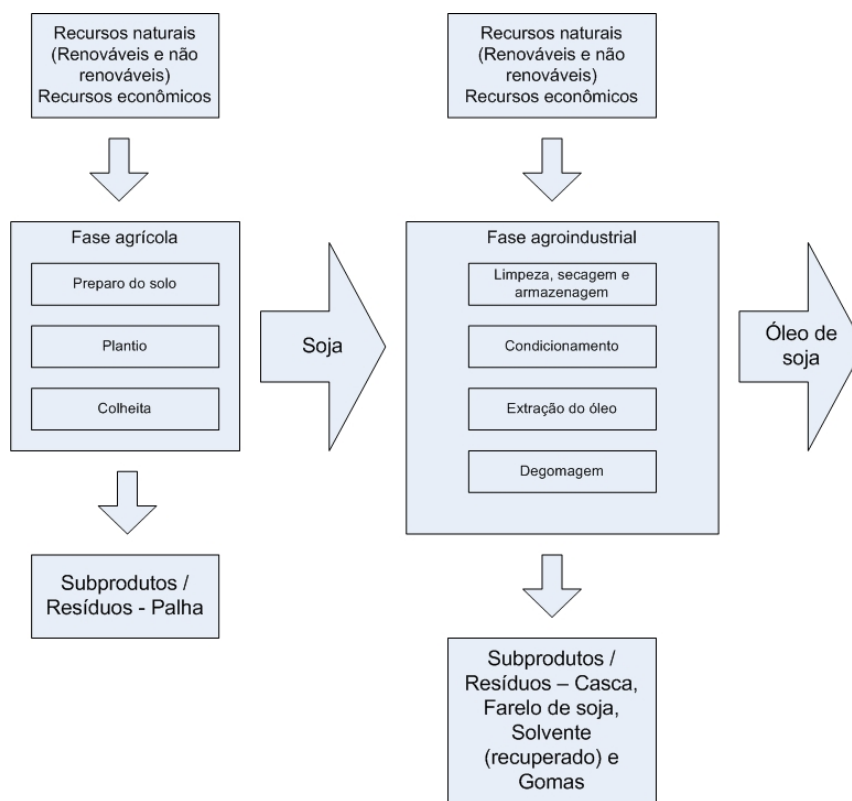 Recursos naturais
(Renováveis e não
renováveis)
Recursos econômicos
Recursos naturais
(Renováveis e não
renováveis)
Recursos econômicos
Fase agrícola
Preparo do solo
Plantio
Colheita
Soja
Fase agroindustrial
Limpeza, secagem e
armazenagem
Condicionamento
Extração do óleo
Degomagem
Óleo de
soja
Subprodutos /
Resíduos - Palha
Subprodutos /
Resíduos – Casca,
Farelo de soja,
Solvente
(recuperado) e
Gomas